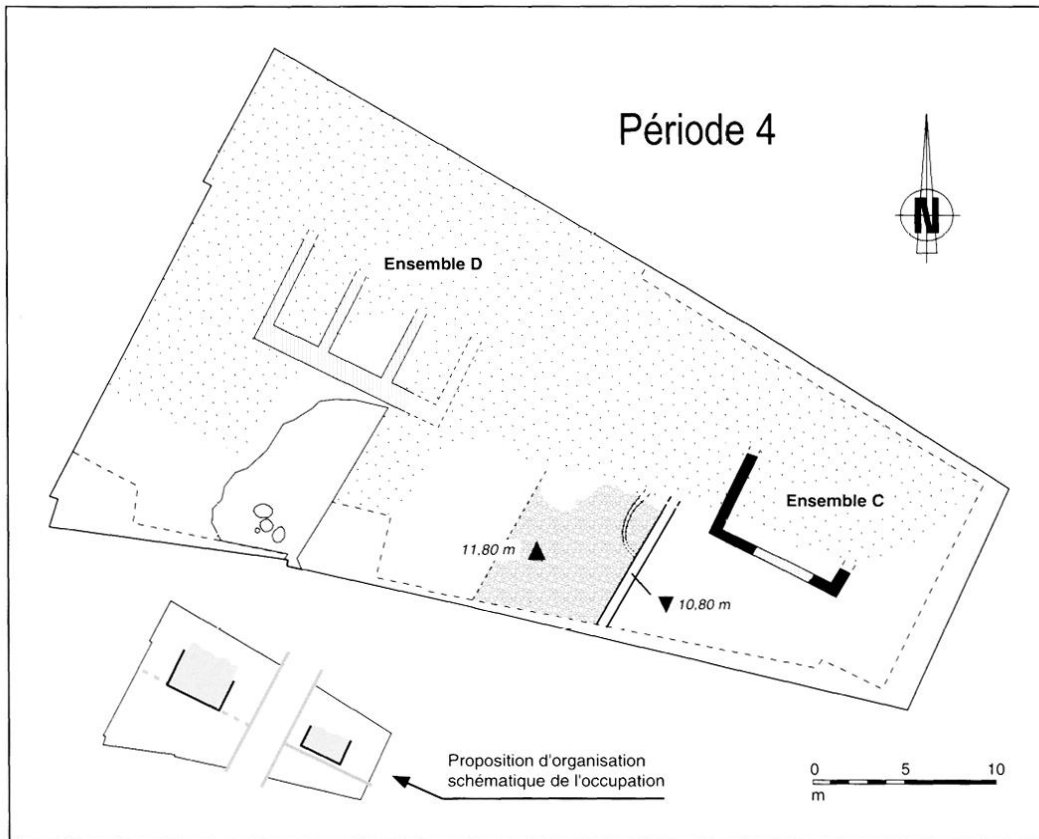 Période 4
N
Ensemble D
Ensemble C
11,80 m
10,80 m
Proposition d'organisation
schématique de l'occupation
0 5 10
m